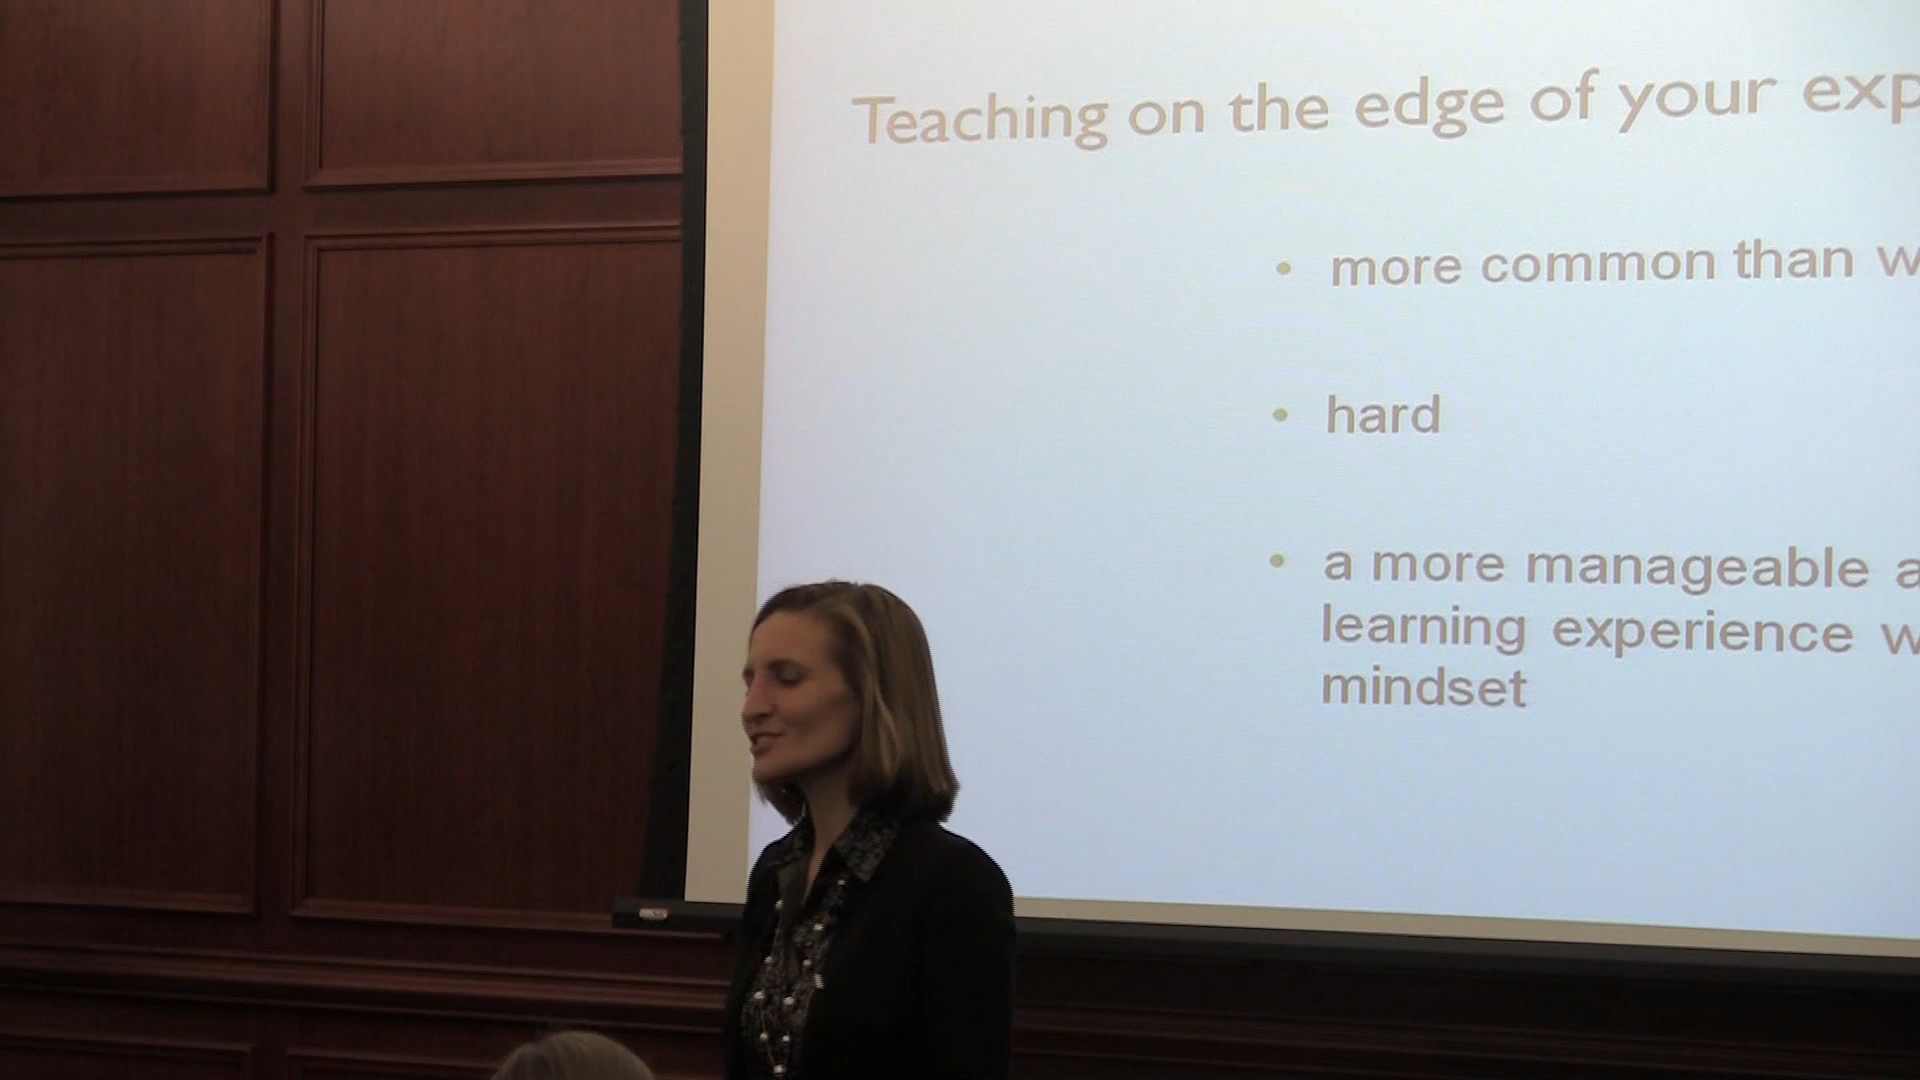 Teaching on the edge of your exp
• more common than w
• hard
• a more manageable a
learning experience w
mindset